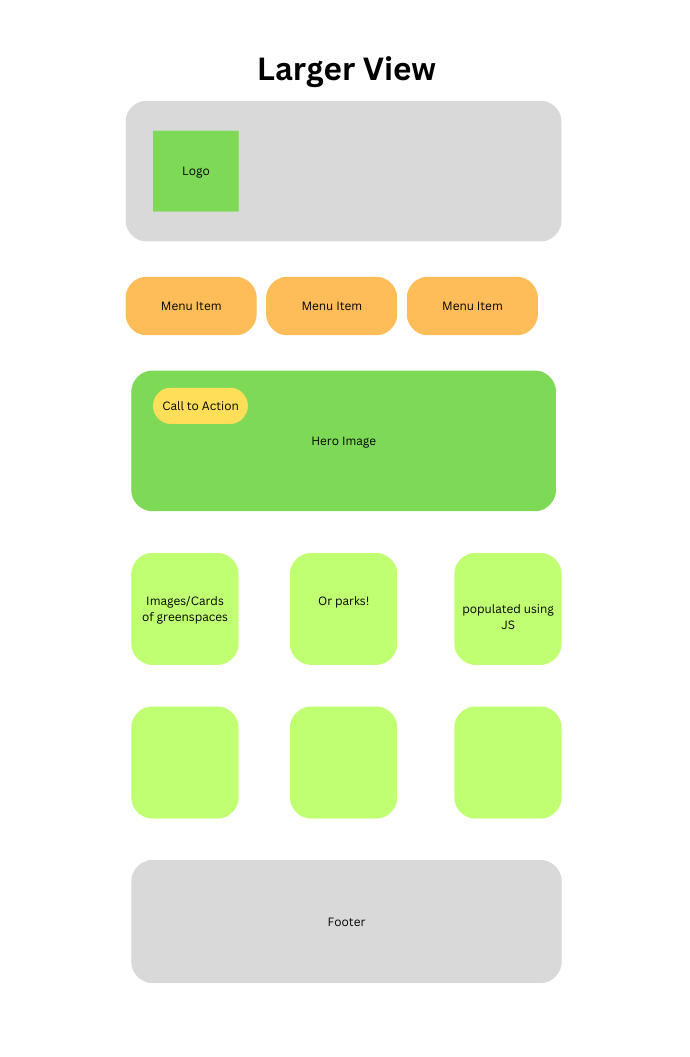 Larger View
Logo
Menu Item
Menu Item
Menu Item
Call to Action
Hero Image
Images/Cards
of greenspaces
Or parks!
populated using
JS
Footer